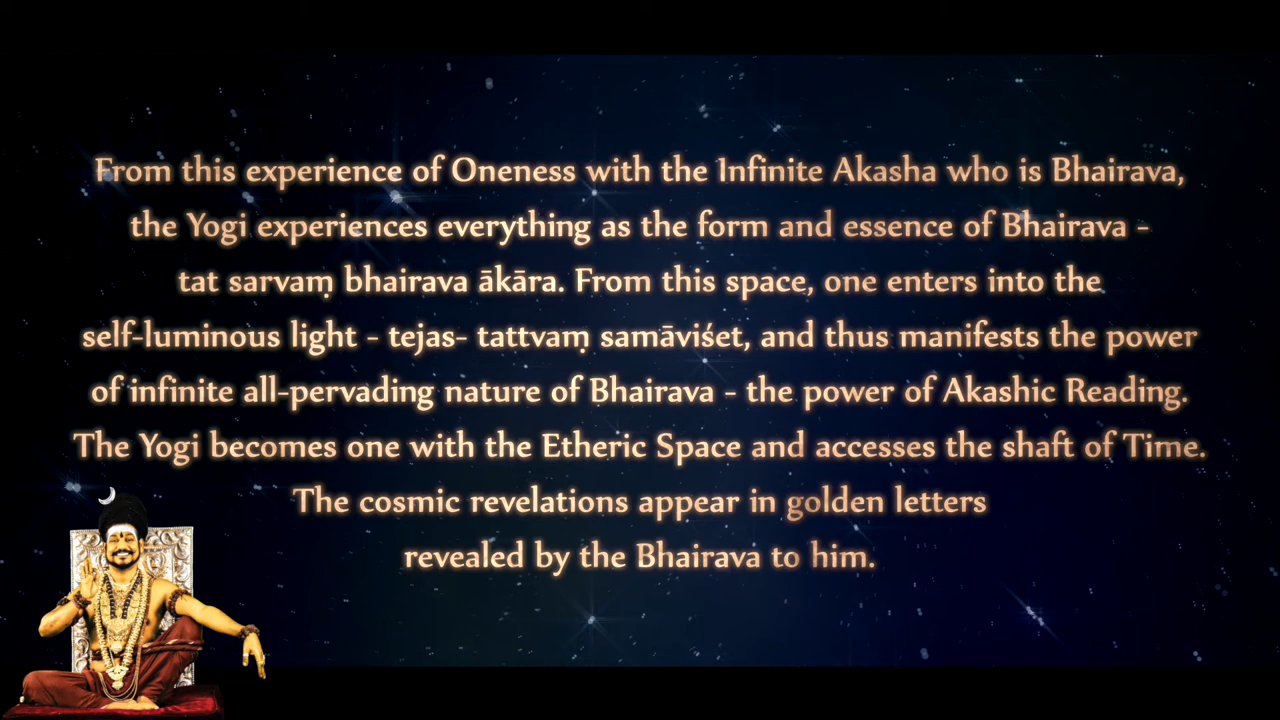 From this experience of Oneness with the Infinite Akasha who is Bhairava,
the Yogi experiences everything as the form and essence of Bhairava -
tat sarvaṃ bhairava ākāra. From this space, one enters into the
self-luminous light - tejas- tattvaṃ samāviśet, and thus manifests the power
of infinite all-pervading nature of Bhairava - the power of Akashic Reading.
The Yogi becomes one with the Etheric Space and accesses the shaft of Time.
The cosmic revelations appear in golden letters
revealed by the Bhairava to him.